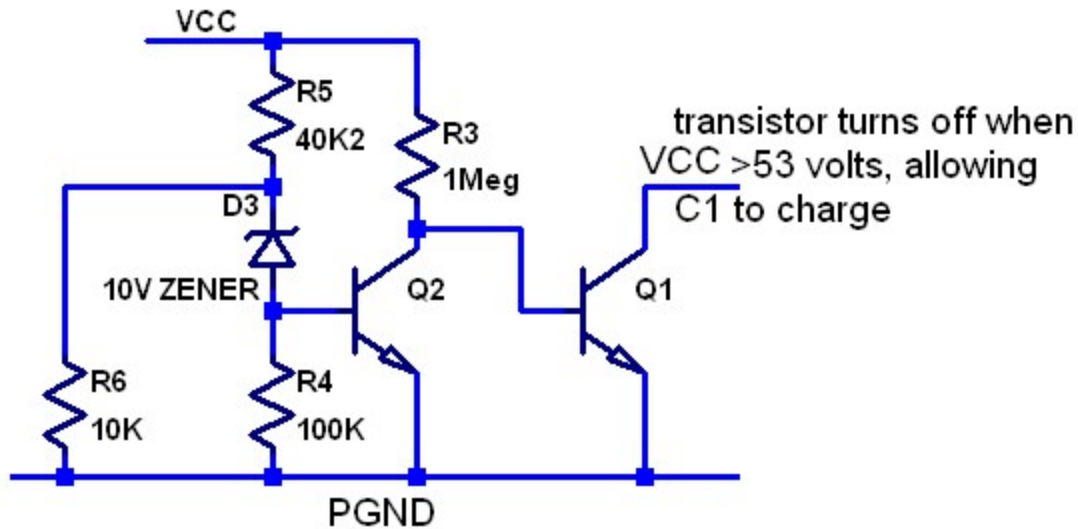 VCC
R5
40K2
R3
1Meg
transistor turns off when
VCC >53 volts, allowing
C1 to charge
D3
10V ZENER
Q2
Q1
R6
10K
R4
100K
PGND